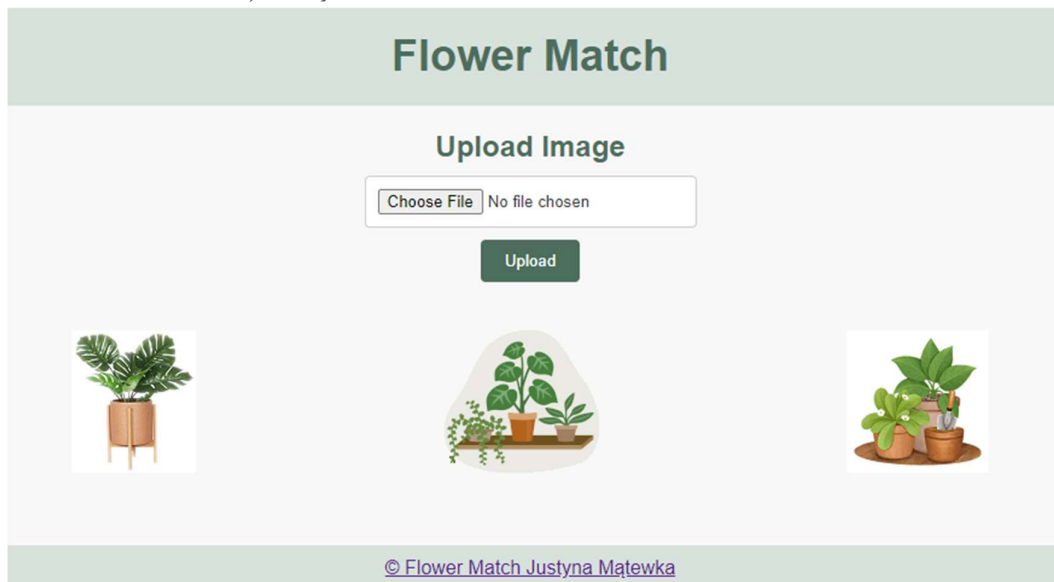 Flower Match
Upload Image
Choose File No file chosen
Upload
© Flower Match Justyna Mątewka